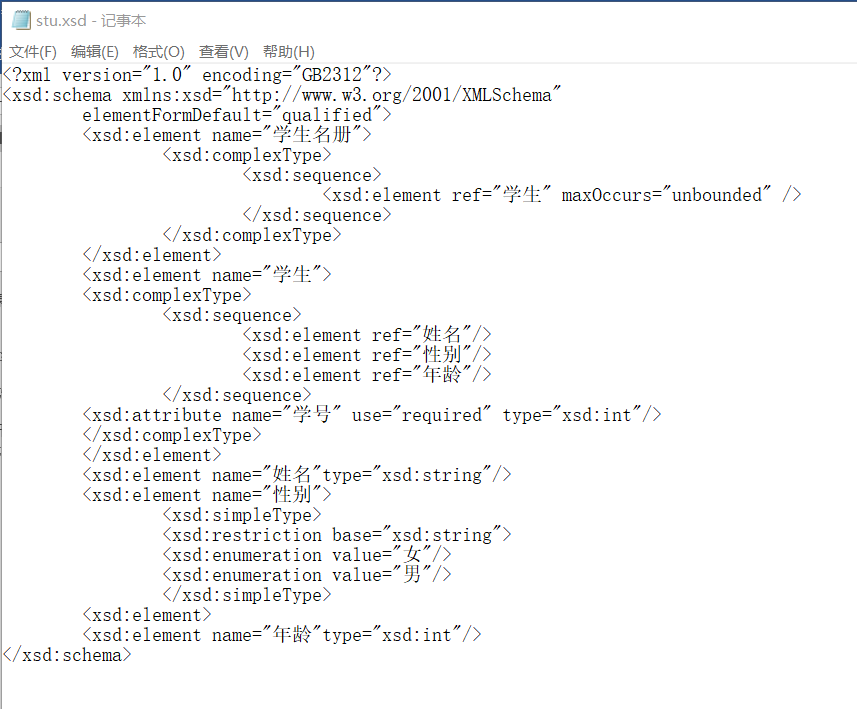 stu.xsd - 记事本
文件(F) 编辑(E) 格式(O) 查看(V) 帮助(H)
<?xml version="1.0" encoding="GB2312"?>
<xsd:schema xmlns:xsd="http://www.w3.org/2001/XMLSchema"
elementFormDefault="qualified">
<xsd:element name="学生名册">
<xsd:complexType>
<xsd:sequence>
<xsd:element ref="学生" maxOccurs="unbounded" />
</xsd:sequence>
</xsd:complexType>
</xsd:element>
<xsd:element name="学生">
<xsd:complexType>
<xsd:sequence>
<xsd:element ref="姓名"/>
<xsd:element ref="性别"/>
<xsd:element ref="年龄"/>
</xsd:sequence>
<xsd:attribute name="学号" use="required" type="xsd:int"/>
</xsd:complexType>
</xsd:element>
<xsd:element name="姓名"type="xsd:string"/>
<xsd:element name="性别">
<xsd:simpleType>
<xsd:restriction base="xsd:string">
<xsd:enumeration value="女"/>
<xsd:enumeration value="男"/>
</xsd:simpleType>
<xsd:element>
<xsd:element name="年龄"type="xsd:int"/>
</xsd:schema>